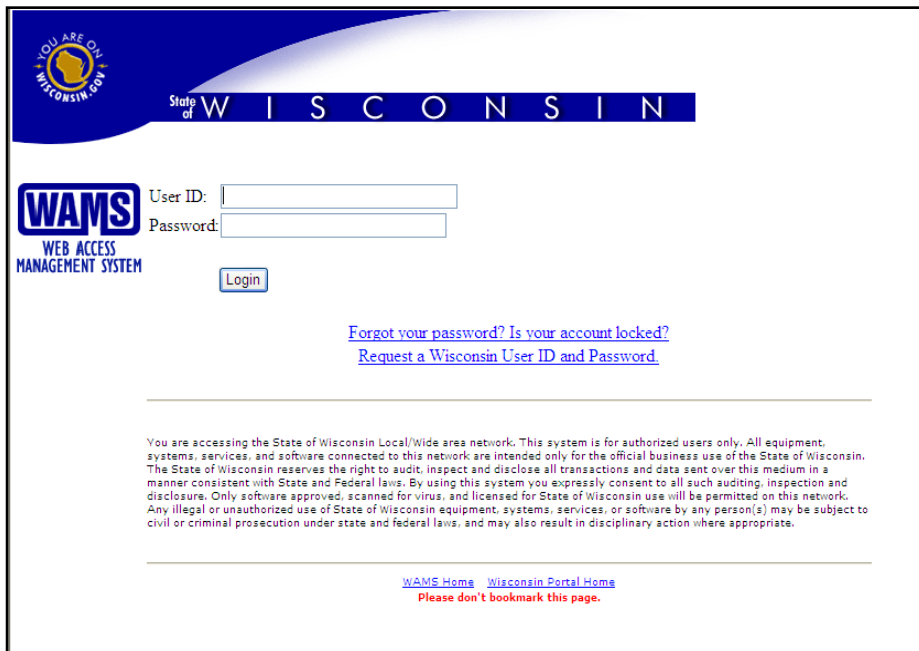 YOU ARE ON
WISCONSIN.GOV
State of WISCONSIN
WAMS
WEB ACCESS
MANAGEMENT SYSTEM
User ID:
Password:
Login
Forgot your password? Is your account locked?
Request a Wisconsin User ID and Password.
You are accessing the State of Wisconsin Local/Wide area network. This system is for authorized users only. All equipment,
systems, services, and software connected to this network are intended only for the official business use of the State of Wisconsin.
The State of Wisconsin reserves the right to audit, inspect and disclose all transactions and data sent over this medium in a
manner consistent with State and Federal laws. By using this system you expressly consent to all such auditing, inspection and
disclosure. Only software approved, scanned for virus, and licensed for State of Wisconsin use will be permitted on this network.
Any illegal or unauthorized use of State of Wisconsin equipment, systems, services, or software by any person(s) may be subject to
civil or criminal prosecution under state and federal laws, and may also result in disciplinary action where appropriate.
WAMS Home Wisconsin Portal Home
Please don't bookmark this page.